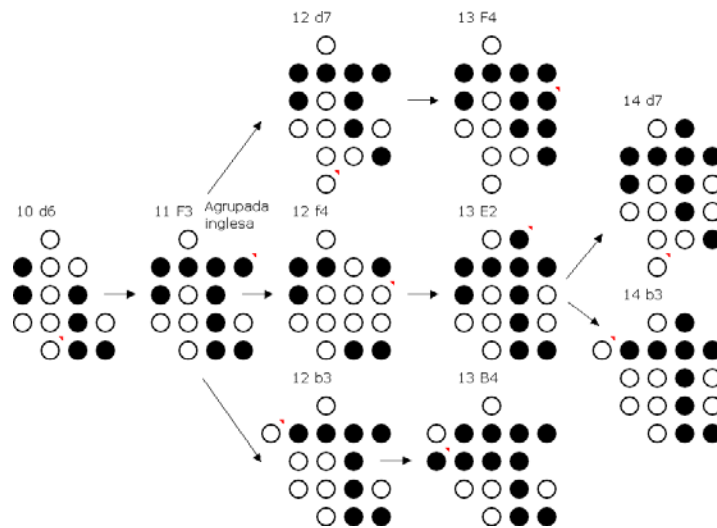 12 d7
13 F4
14 d7
10 d6
11 F3
Agrupada
inglesa
12 f4
13 E2
14 b3
12 b3
13 B4